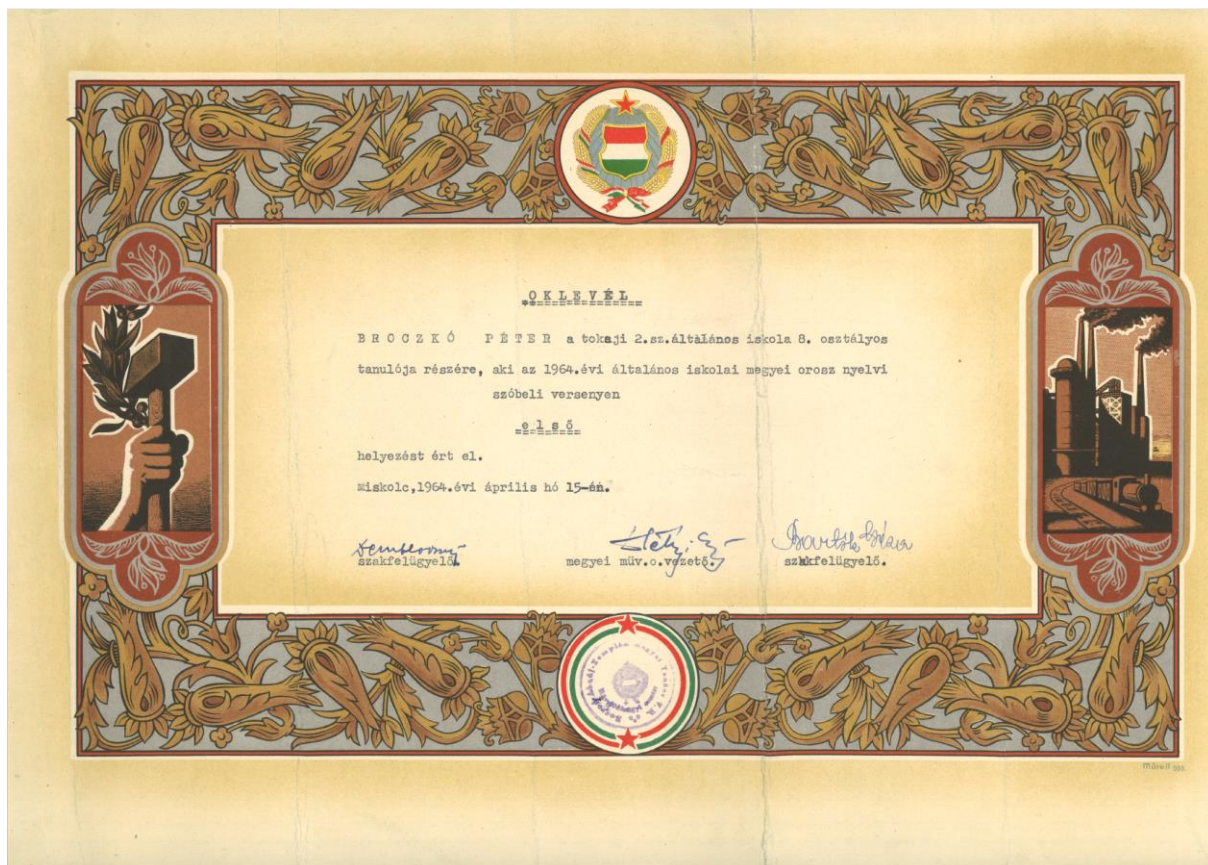 OKLEVÉL
BROCZKÓ PÉTER a tokaji 2.sz.általános iskola 8. osztályos
tanulója részére, aki az 1964.évi általános iskolai megyei orosz nyelvi
szóbeli versenyen
első
helyezést ért el.
Miskolc,1964.évi április hó 15-én.
szakfelügyelő. megyei müv.o.vezető. szakfelügyelő.